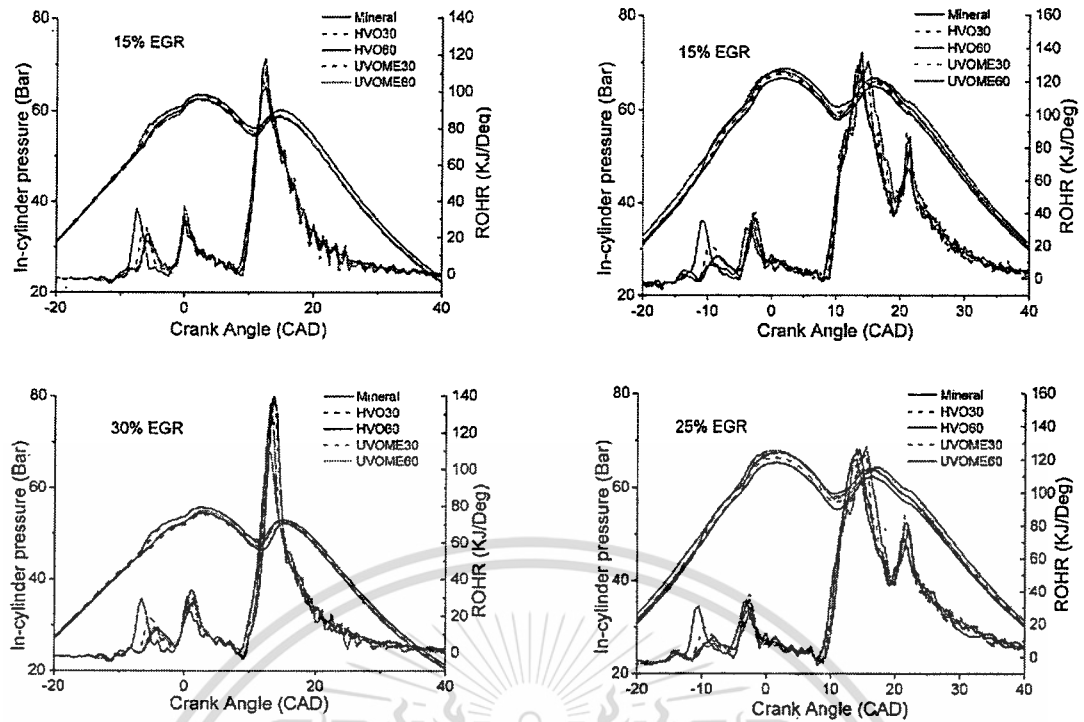 80
60
40
20
In-cylinder pressure (Bar)
15% EGR
Mineral
HVO30
HVO60
UVOME30
UVOME60
140
120
100
80
60
40
20
0
ROHR (KJ/Deg)
-20 0 20 40
Crank Angle (CAD)
80
60
40
20
In-cylinder pressure (Bar)
15% EGR
Mineral
HVO30
HVO60
UVOME30
UVOME60
160
140
120
100
80
60
40
20
0
ROHR (KJ/Deg)
-20 -10 0 10 20 30 40
Crank Angle (CAD)
80
60
40
20
In-cylinder pressure (Bar)
30% EGR
Mineral
HVO30
HVO60
UVOME30
UVOME60
140
120
100
80
60
40
20
0
ROHR (KJ/Deg)
-20 0 20 40
Crank Angle (CAD)
80
60
40
20
In-cylinder pressure (Bar)
25% EGR
Mineral
HVO30
HVO60
UVOME30
UVOME60
160
140
120
100
80
60
40
20
0
ROHR (KJ/Deg)
-20 -10 0 10 20 30 40
Crank Angle (CAD)